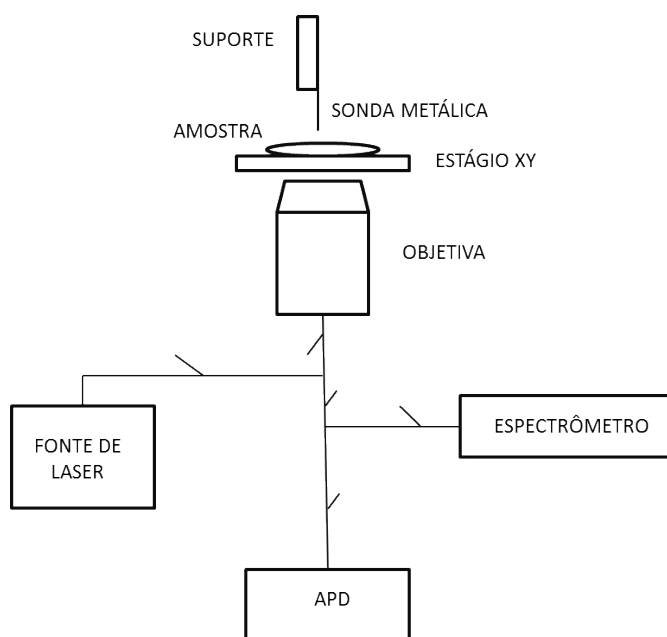 SUPORTE
SONDA METÁLICA
AMOSTRA
ESTÁGIO XY
OBJETIVA
FONTE DE
LASER
ESPECTRÔMETRO
APD